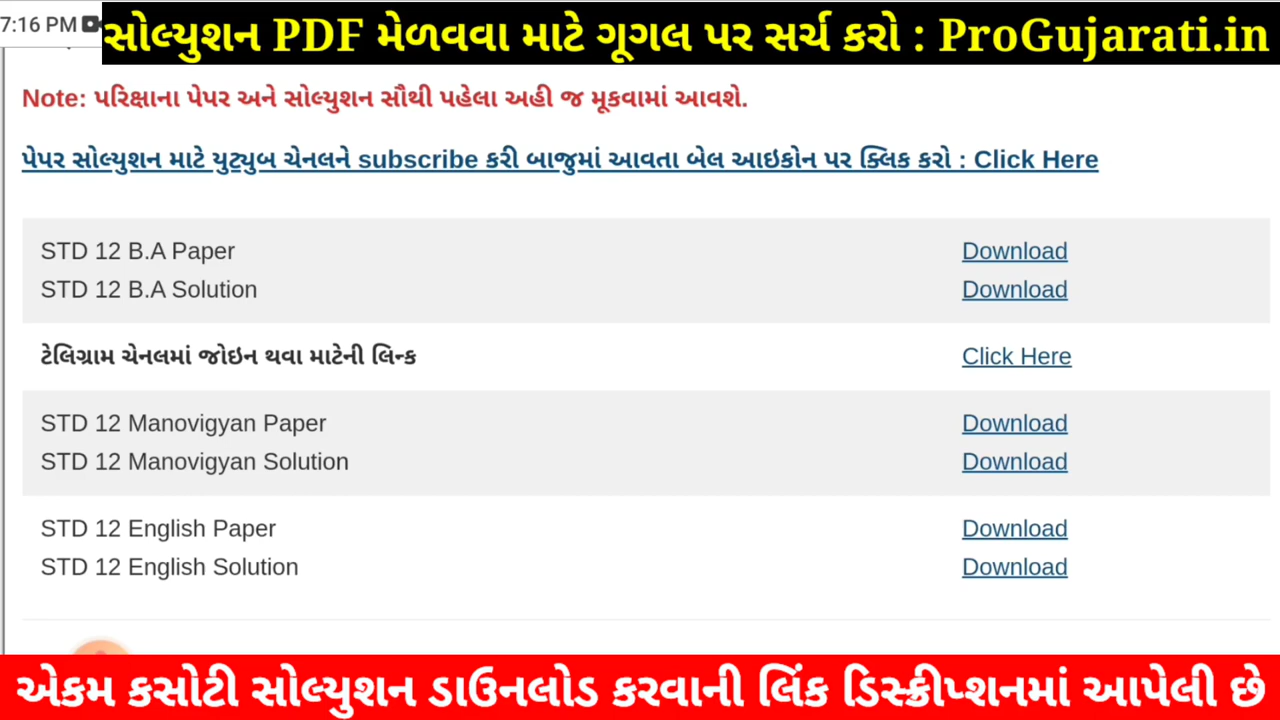 7:16 PM
સોલ્યુશન PDF મેળવવા માટે ગૂગલ પર સર્ચ કરો : ProGujarati.in
Note: પરિક્ષાના પેપર અને સોલ્યુશન સૌથી પહેલા અહી જ મૂકવામાં આવશે.
પેપર સોલ્યુશન માટે યુટ્યુબ ચેનલને subscribe કરી બાજુમાં આવતા બેલ આઇકોન પર ક્લિક કરો : Click Here
STD 12 B.A Paper Download
STD 12 B.A Solution Download
ટેલિગ્રામ ચેનલમાં જોઇન થવા માટેની લિન્ક Click Here
STD 12 Manovigyan Paper Download
STD 12 Manovigyan Solution Download
STD 12 English Paper Download
STD 12 English Solution Download
એકમ કસોટી સોલ્યુશન ડાઉનલોડ કરવાની લિંક ડિસ્ક્રીપ્શનમાં આપેલી છે